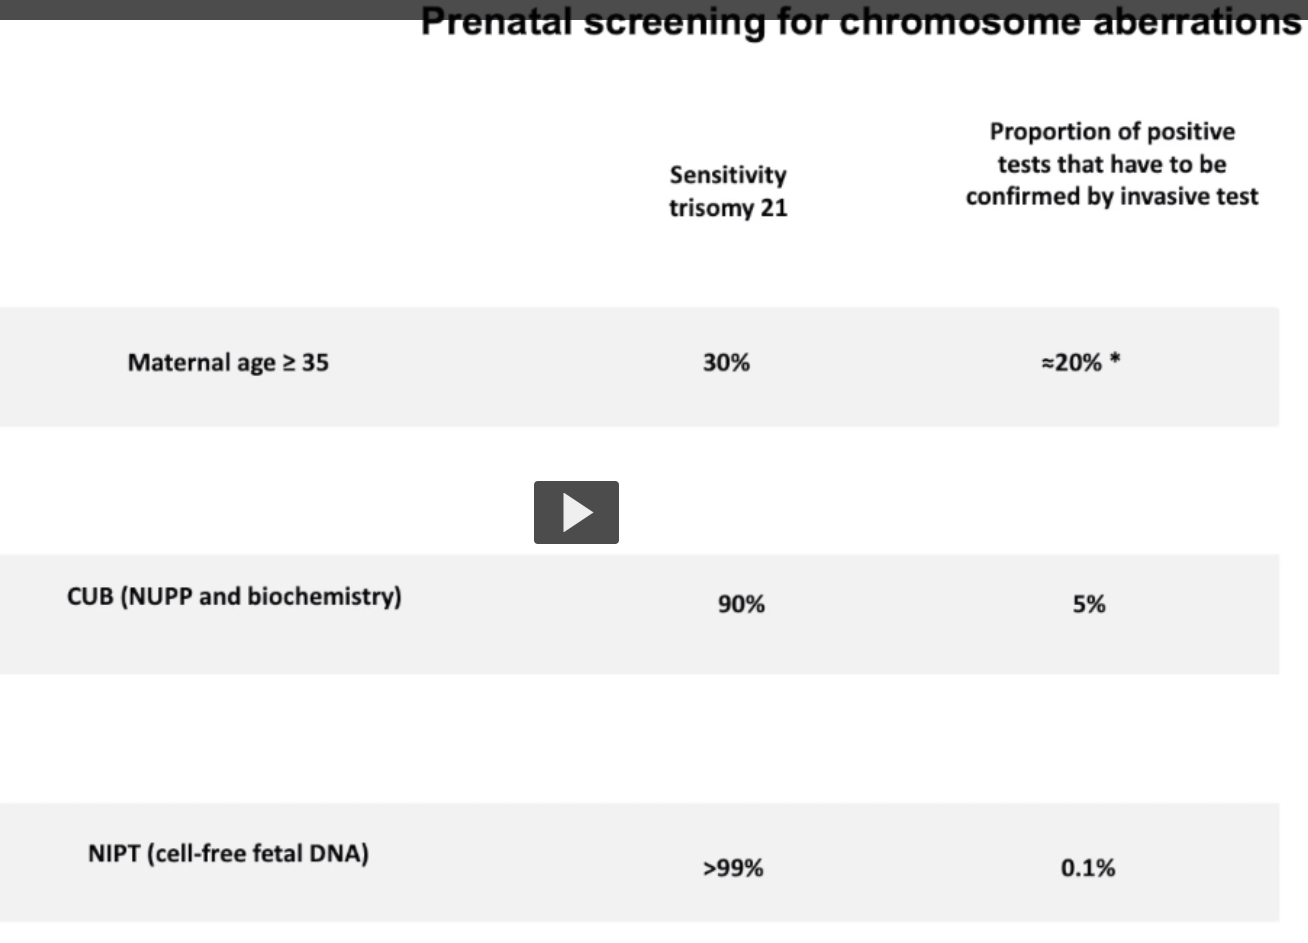 Prenatal screening for chromosome aberrations
Sensitivity
trisomy 21
Proportion of positive
tests that have to be
confirmed by invasive test
Maternal age ≥ 35
30%
≈20% *
CUB (NUPP and biochemistry)
90%
5%
NIPT (cell-free fetal DNA)
>99%
0.1%